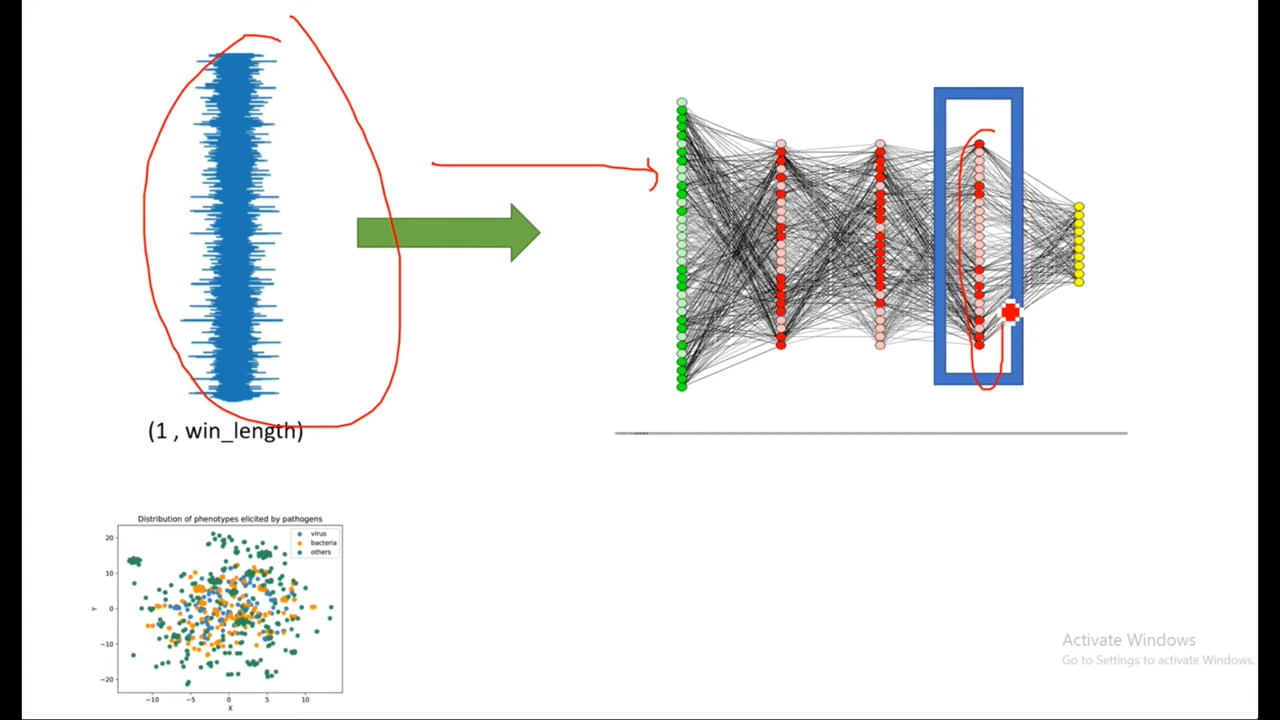 (1 , win_length)
Distribution of phenotypes elicited by pathogens
virus
bacteria
others
20
10
0
−10
−20
Y
−10 −5 0 5 10
X
Activate Windows
Go to Settings to activate Windows.